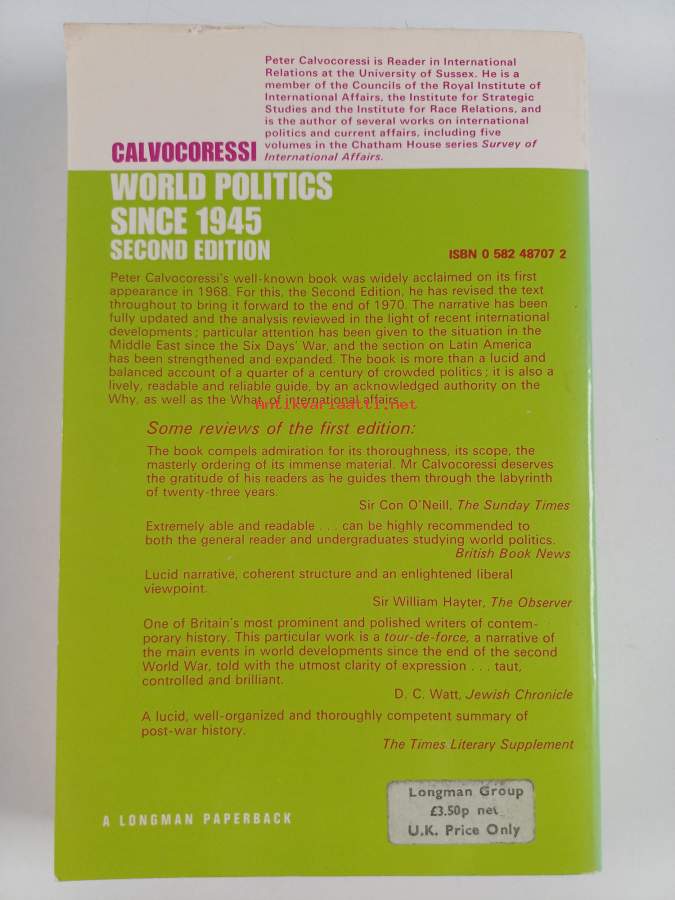 Peter Calvocoressi is Reader in International
Relations at the University of Sussex. He is a
member of the Councils of the Royal Institute of
International Affairs, the Institute for Strategic
Studies and the Institute for Race Relations, and
is the author of several works on international
politics and current affairs, including five
volumes in the Chatham House series Survey of
International Affairs.
CALVOCORESSI
WORLD POLITICS
SINCE 1945
SECOND EDITION
ISBN 0 582 48707 2
Peter Calvocoressi's well-known book was widely acclaimed on its first
appearance in 1968. For this, the Second Edition, he has revised the text
throughout to bring it forward to the end of 1970. The narrative has been
fully updated and the analysis reviewed in the light of recent international
developments; particular attention has been given to the situation in the
Middle East since the Six Days' War, and the section on Latin America
has been strengthened and expanded. The book is more than a lucid and
balanced account of a quarter of a century of crowded politics; it is also a
lively, readable and reliable guide, by an acknowledged authority on the
Why, as well as the What, of international affairs.
Antikvariaatti.net
Some reviews of the first edition:
The book compels admiration for its thoroughness, its scope, the
masterly ordering of its immense material. Mr Calvocoressi deserves
the gratitude of his readers as he guides them through the labyrinth
of twenty-three years.
Sir Con O'Neill, The Sunday Times
Extremely able and readable . . . can be highly recommended to
both the general reader and undergraduates studying world politics.
British Book News
Lucid narrative, coherent structure and an enlightened liberal
viewpoint.
Sir William Hayter, The Observer
One of Britain's most prominent and polished writers of contem-
porary history. This particular work is a tour-de-force, a narrative of
the main events in world developments since the end of the second
World War, told with the utmost clarity of expression . . . taut,
controlled and brilliant.
D. C. Watt, Jewish Chronicle
A lucid, well-organized and thoroughly competent summary of
post-war history.
The Times Literary Supplement
Longman Group
£3.50p net
U.K. Price Only
A LONGMAN PAPERBACK